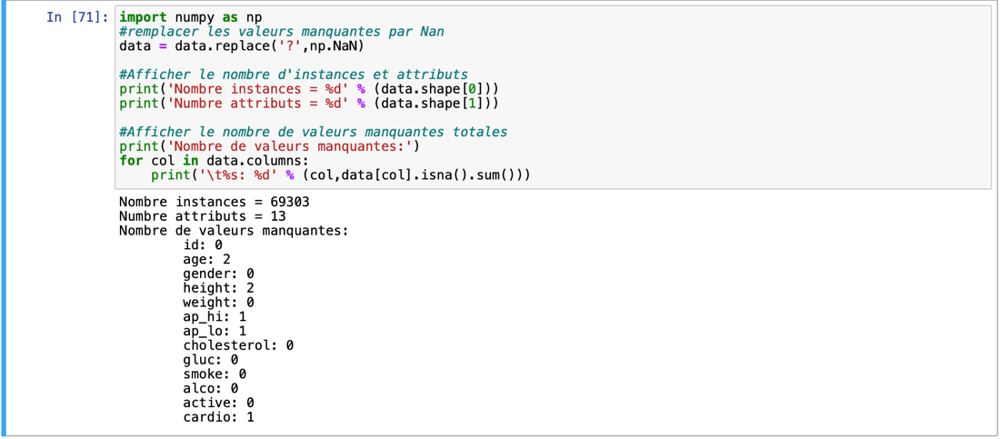 In [71]: import numpy as np
#remplacer les valeurs manquantes par Nan
data = data.replace('?',np.NaN)
#Afficher le nombre d'instances et attributs
print('Nombre instances = %d' % (data.shape[0]))
print('Numbre attributs = %d' % (data.shape[1]))
#Afficher le nombre de valeurs manquantes totales
print('Nombre de valeurs manquantes:')
for col in data.columns:
    print('\t%s: %d' % (col,data[col].isna().sum()))
Nombre instances = 69303
Numbre attributs = 13
Nombre de valeurs manquantes:
        id: 0
        age: 2
        gender: 0
        height: 2
        weight: 0
        ap_hi: 1
        ap_lo: 1
        cholesterol: 0
        gluc: 0
        smoke: 0
        alco: 0
        active: 0
        cardio: 1